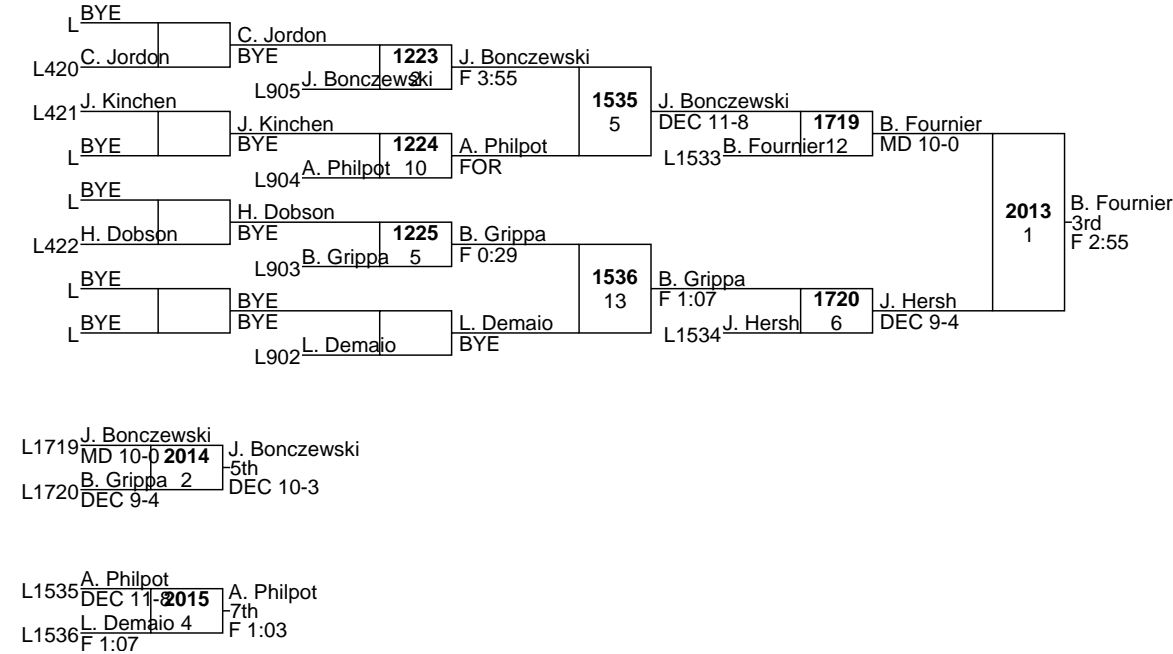 BYE
L
C. Jordon
L420
C. Jordon
BYE
1223
2
J. Bonczewski
L905
J. Bonczewski
F 3:55
J. Kinchen
L421
BYE
L
J. Kinchen
BYE
1224
10
A. Philpot
L904
A. Philpot
FOR
1535
5
J. Bonczewski
DEC 11-8
BYE
L
H. Dobson
L422
H. Dobson
BYE
1225
5
B. Grippa
L903
B. Grippa
F 0:29
BYE
L
BYE
L
BYE
BYE
L. Demaio
L902
L. Demaio
BYE
1536
13
B. Grippa
F 1:07
1719
12
B. Fournier
L1533
B. Fournier
MD 10-0
1720
6
J. Hersh
L1534
J. Hersh
DEC 9-4
2013
1
B. Fournier
3rd
F 2:55
L1719
J. Bonczewski
MD 10-0
2014
2
L1720
B. Grippa
DEC 9-4
J. Bonczewski
5th
DEC 10-3
L1535
A. Philpot
DEC 11-8
2015
4
L1536
L. Demaio
F 1:07
A. Philpot
7th
F 1:03